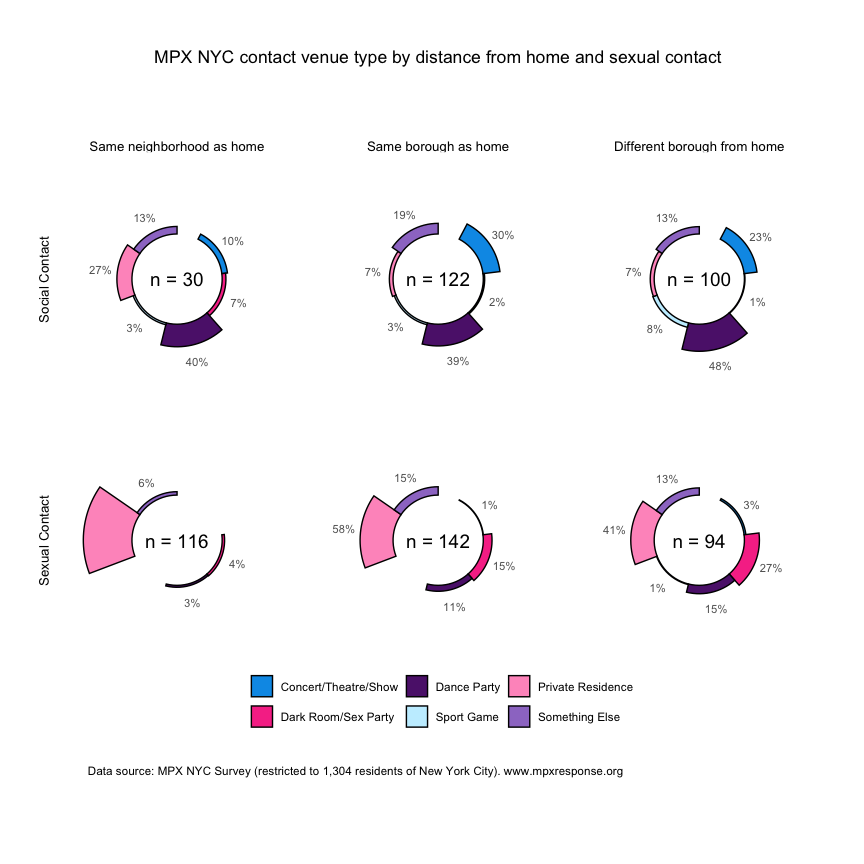 MPX NYC contact venue type by distance from home and sexual contact
Same neighborhood as home
Same borough as home
Different borough from home
Social Contact
13%
10%
27%
n = 30
7%
3%
40%
19%
30%
7%
n = 122
2%
3%
39%
13%
23%
7%
n = 100
1%
8%
48%
Sexual Contact
6%
n = 116
4%
3%
15%
1%
58%
n = 142
15%
11%
13%
3%
41%
n = 94
27%
1%
15%
Concert/Theatre/Show
Dance Party
Private Residence
Dark Room/Sex Party
Sport Game
Something Else
Data source: MPX NYC Survey (restricted to 1,304 residents of New York City). www.mpxresponse.org